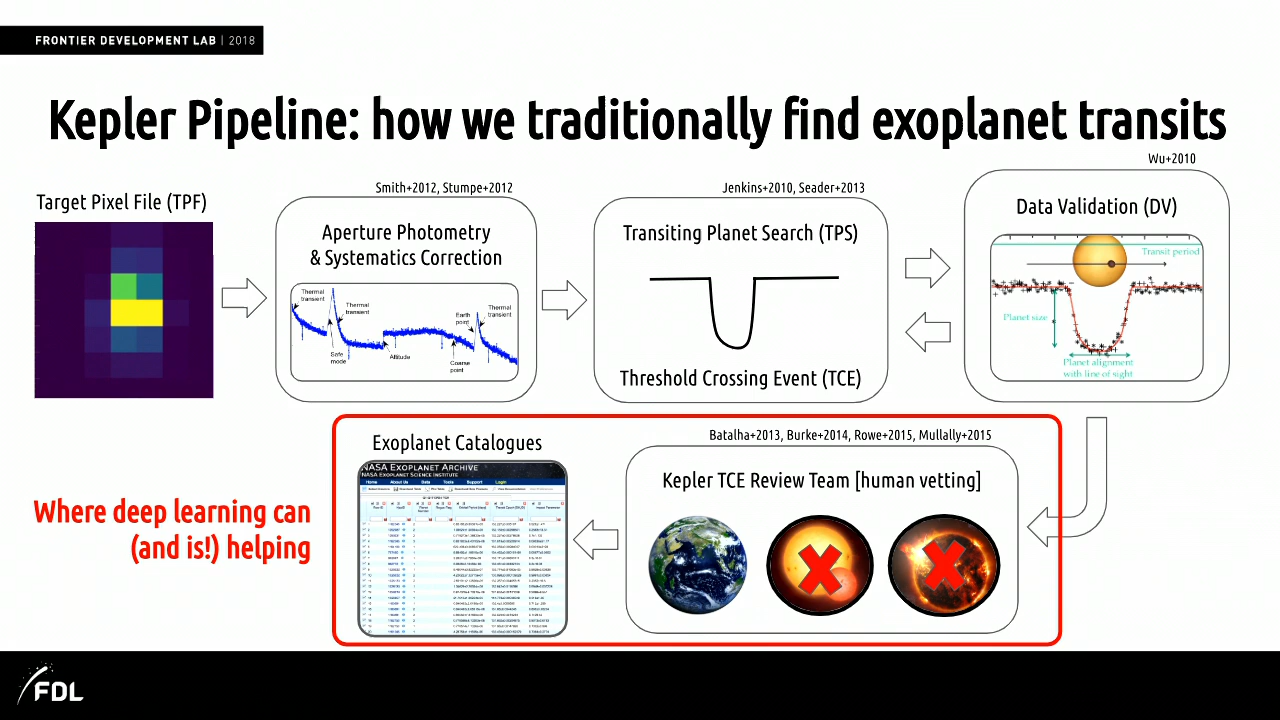 FRONTIER DEVELOPMENT LAB | 2018
Kepler Pipeline: how we traditionally find exoplanet transits
Target Pixel File (TPF)
Smith+2012, Stumpe+2012
Aperture Photometry
& Systematics Correction
Thermal
transient
Thermal
transient
Safe
mode
Attitude
Earth
point
Coarse
point
Thermal
transient
Jenkins+2010, Seader+2013
Transiting Planet Search (TPS)
Threshold Crossing Event (TCE)
Wu+2010
Data Validation (DV)
Transit period
Planet size
Planet alignment
with line of sight
Where deep learning can
(and is!) helping
Exoplanet Catalogues
NASA EXOPLANET ARCHIVE
NASA EXOPLANET SCIENCE INSTITUTE
Home About Us Data Tools Support Login
Batalha+2013, Burke+2014, Rowe+2015, Mullally+2015
Kepler TCE Review Team [human vetting]
FDL